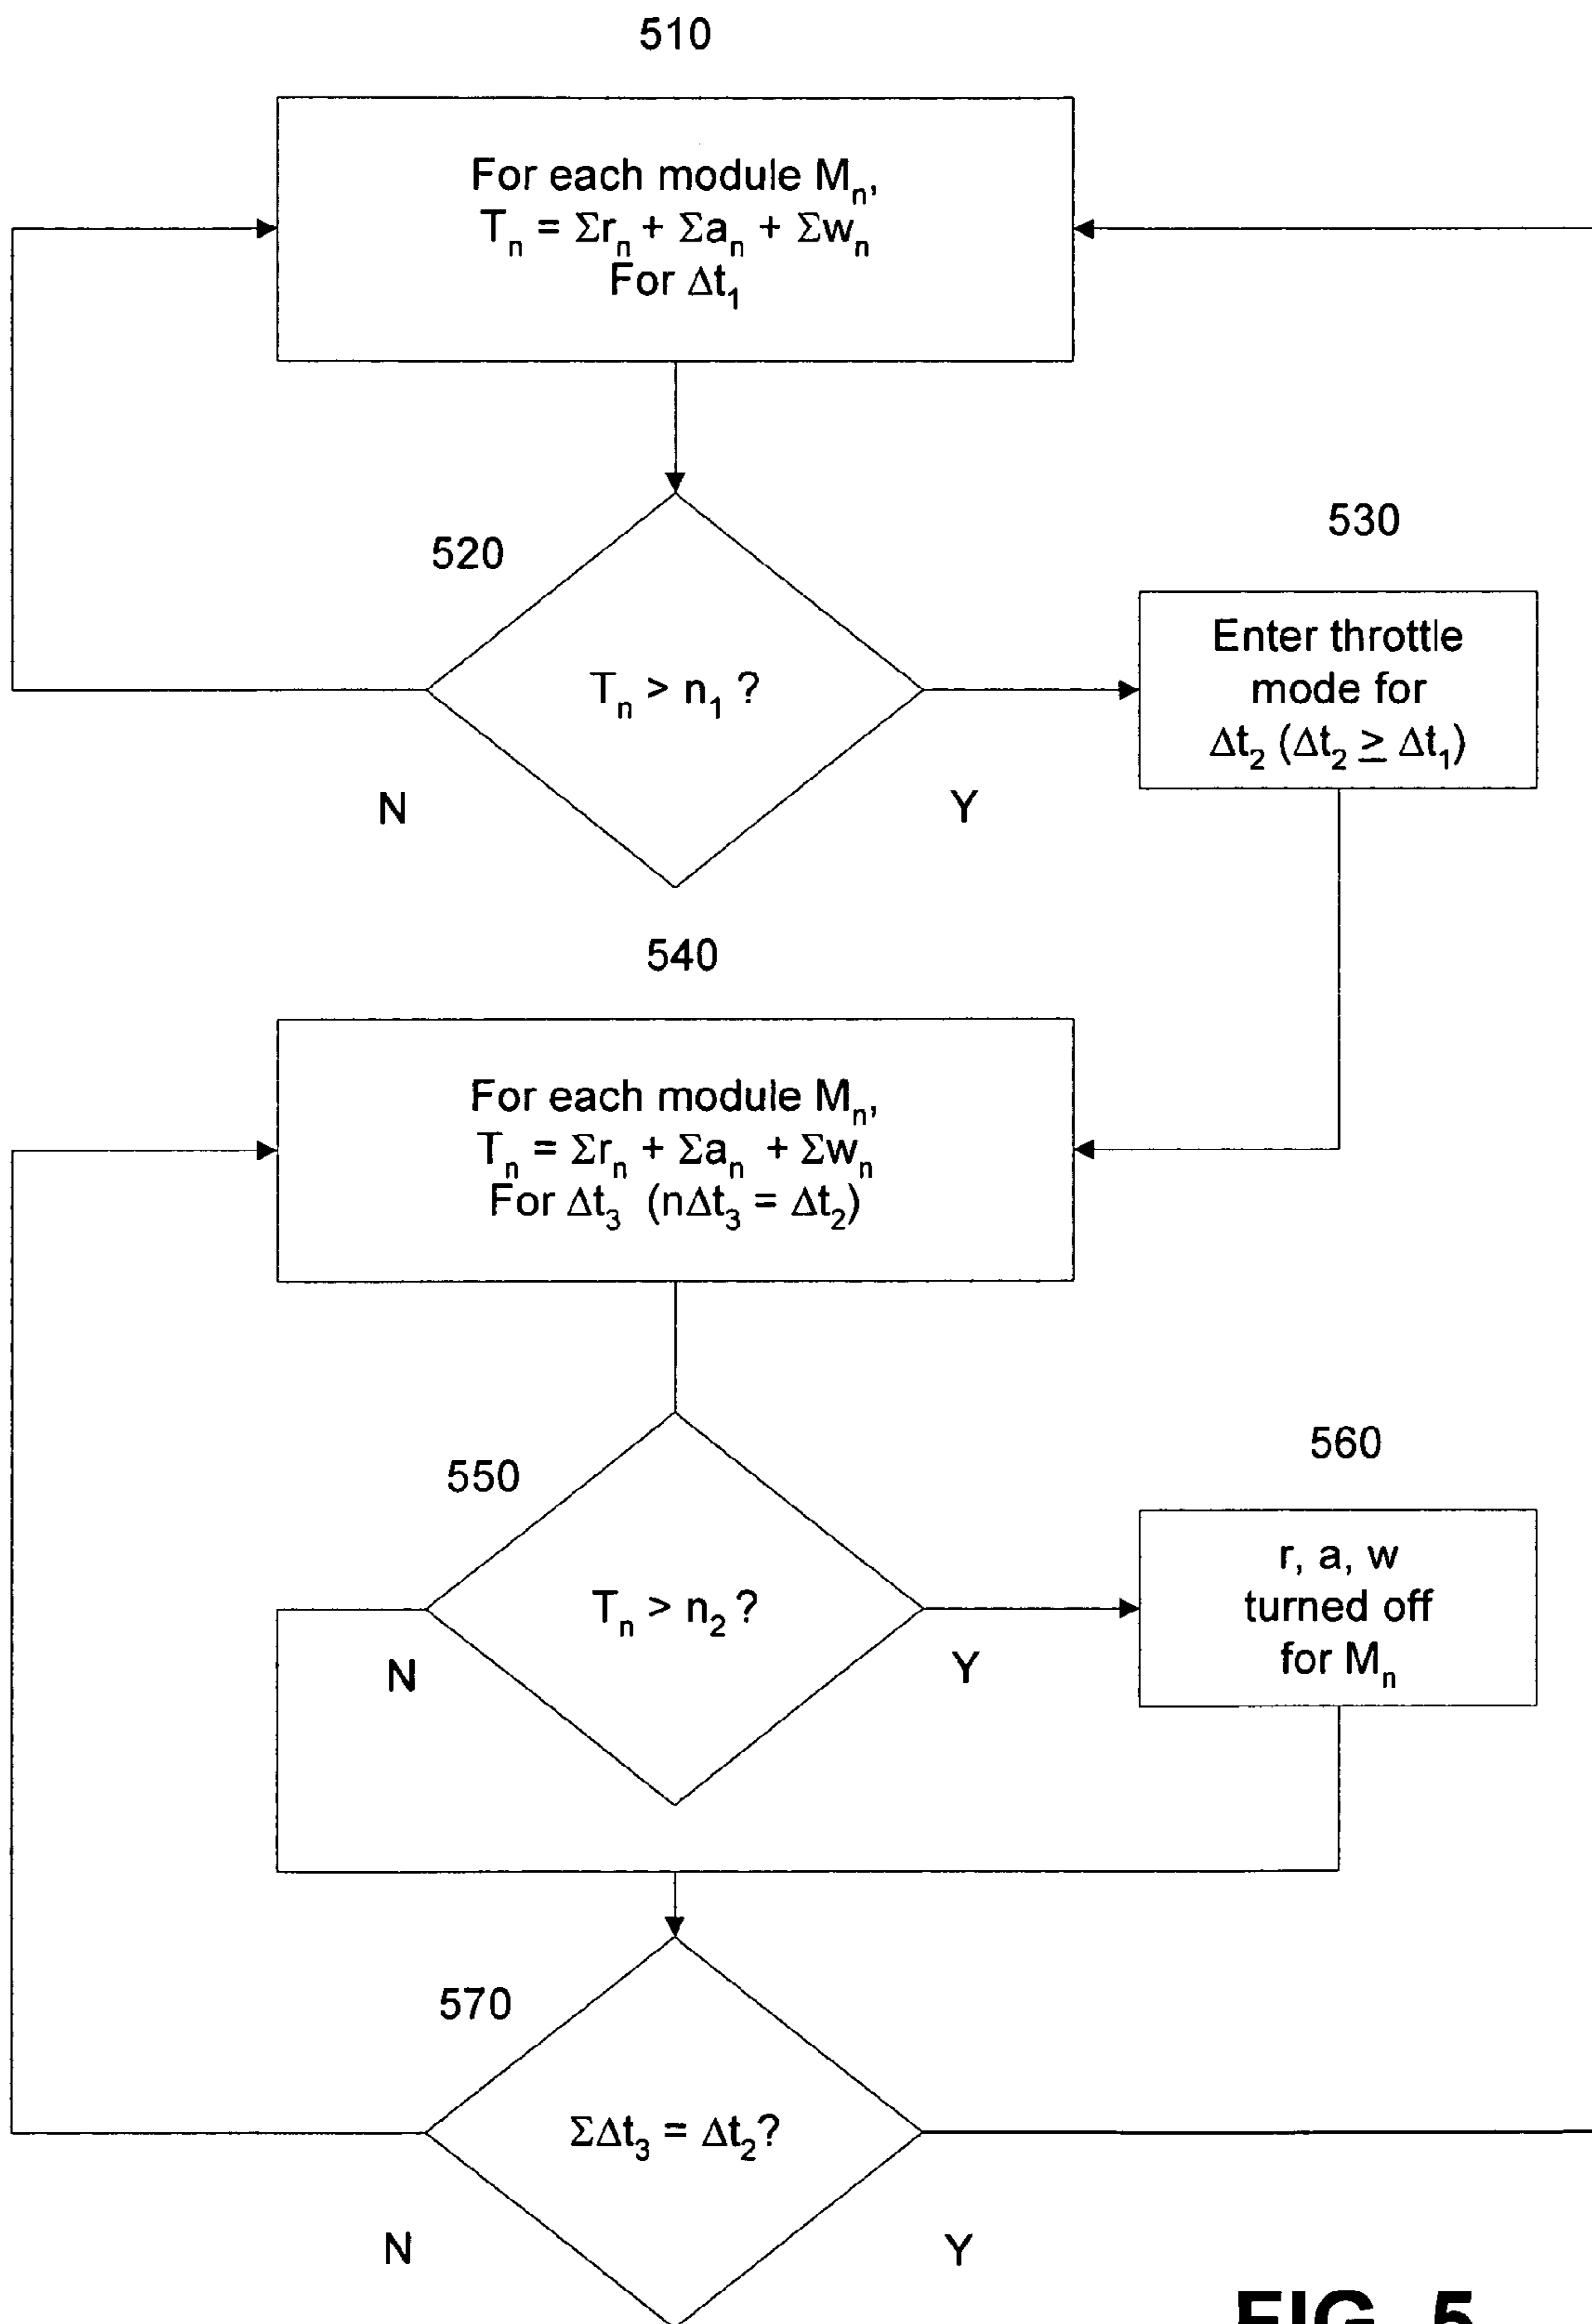 510
For each module Mₙ,
Tₙ = Σrₙ + Σaₙ + Σwₙ
For Δt₁
520
Tₙ > n₁ ?
N
Y
530
Enter throttle
mode for
Δt₂ (Δt₂ ≥ Δt₁)
540
For each module Mₙ,
Tₙ = Σrₙ + Σaₙ + Σwₙ
For Δt₃ (nΔt₃ = Δt₂)
550
Tₙ > n₂ ?
N
Y
560
r, a, w
turned off
for Mₙ
570
ΣΔt₃ = Δt₂?
N
Y
FIG. 5